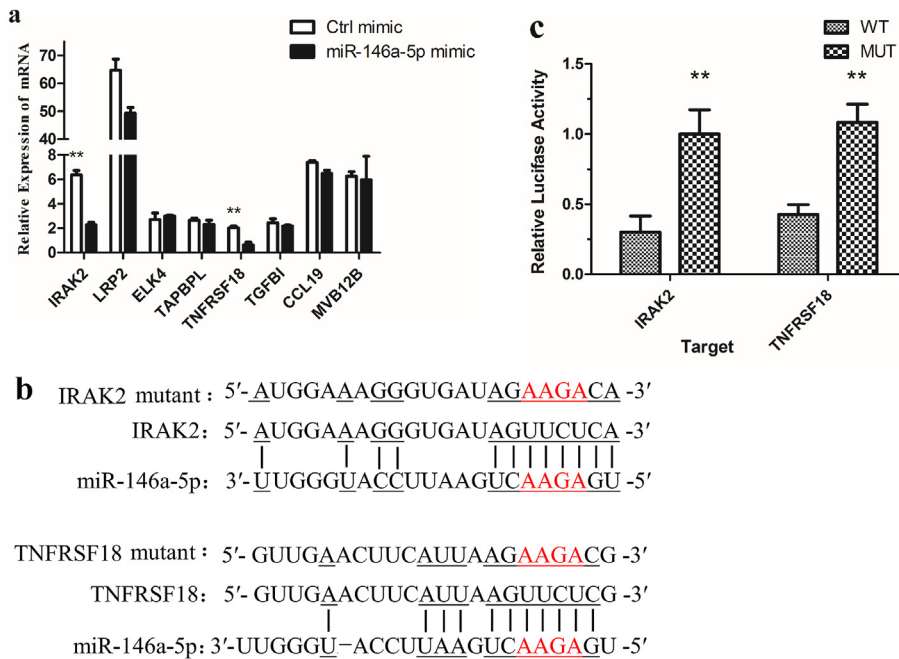 a
Ctrl mimic
miR-146a-5p mimic
Relative Expression of mRNA
70
60
50
40
8
6
4
2
0
**
**
IRAK2
LRP2
ELK4
TAPBPL
TNFRSF18
TGFBI
CCL19
MVB12B
c
WT
MUT
Relative Lucifase Activity
1.5
1.0
0.5
0.0
**
**
IRAK2
TNFRSF18
Target
b
IRAK2 mutant: 5′- AUGGAAAGGGUGAUAGAAGACA -3′
IRAK2: 5′- AUGGAAAGGGUGAUAGUUCUCA -3′
miR-146a-5p: 3′- UUGGGUACCUUAAGUCAAGAGU -5′
TNFRSF18 mutant: 5′- GUUGAACUUCAUUAAGAAGACG -3′
TNFRSF18: 5′- GUUGAACUUCAUUAAGUUCUCG -3′
miR-146a-5p: 3′-UUGGGU−ACCUUAAGUCAAGAGU -5′